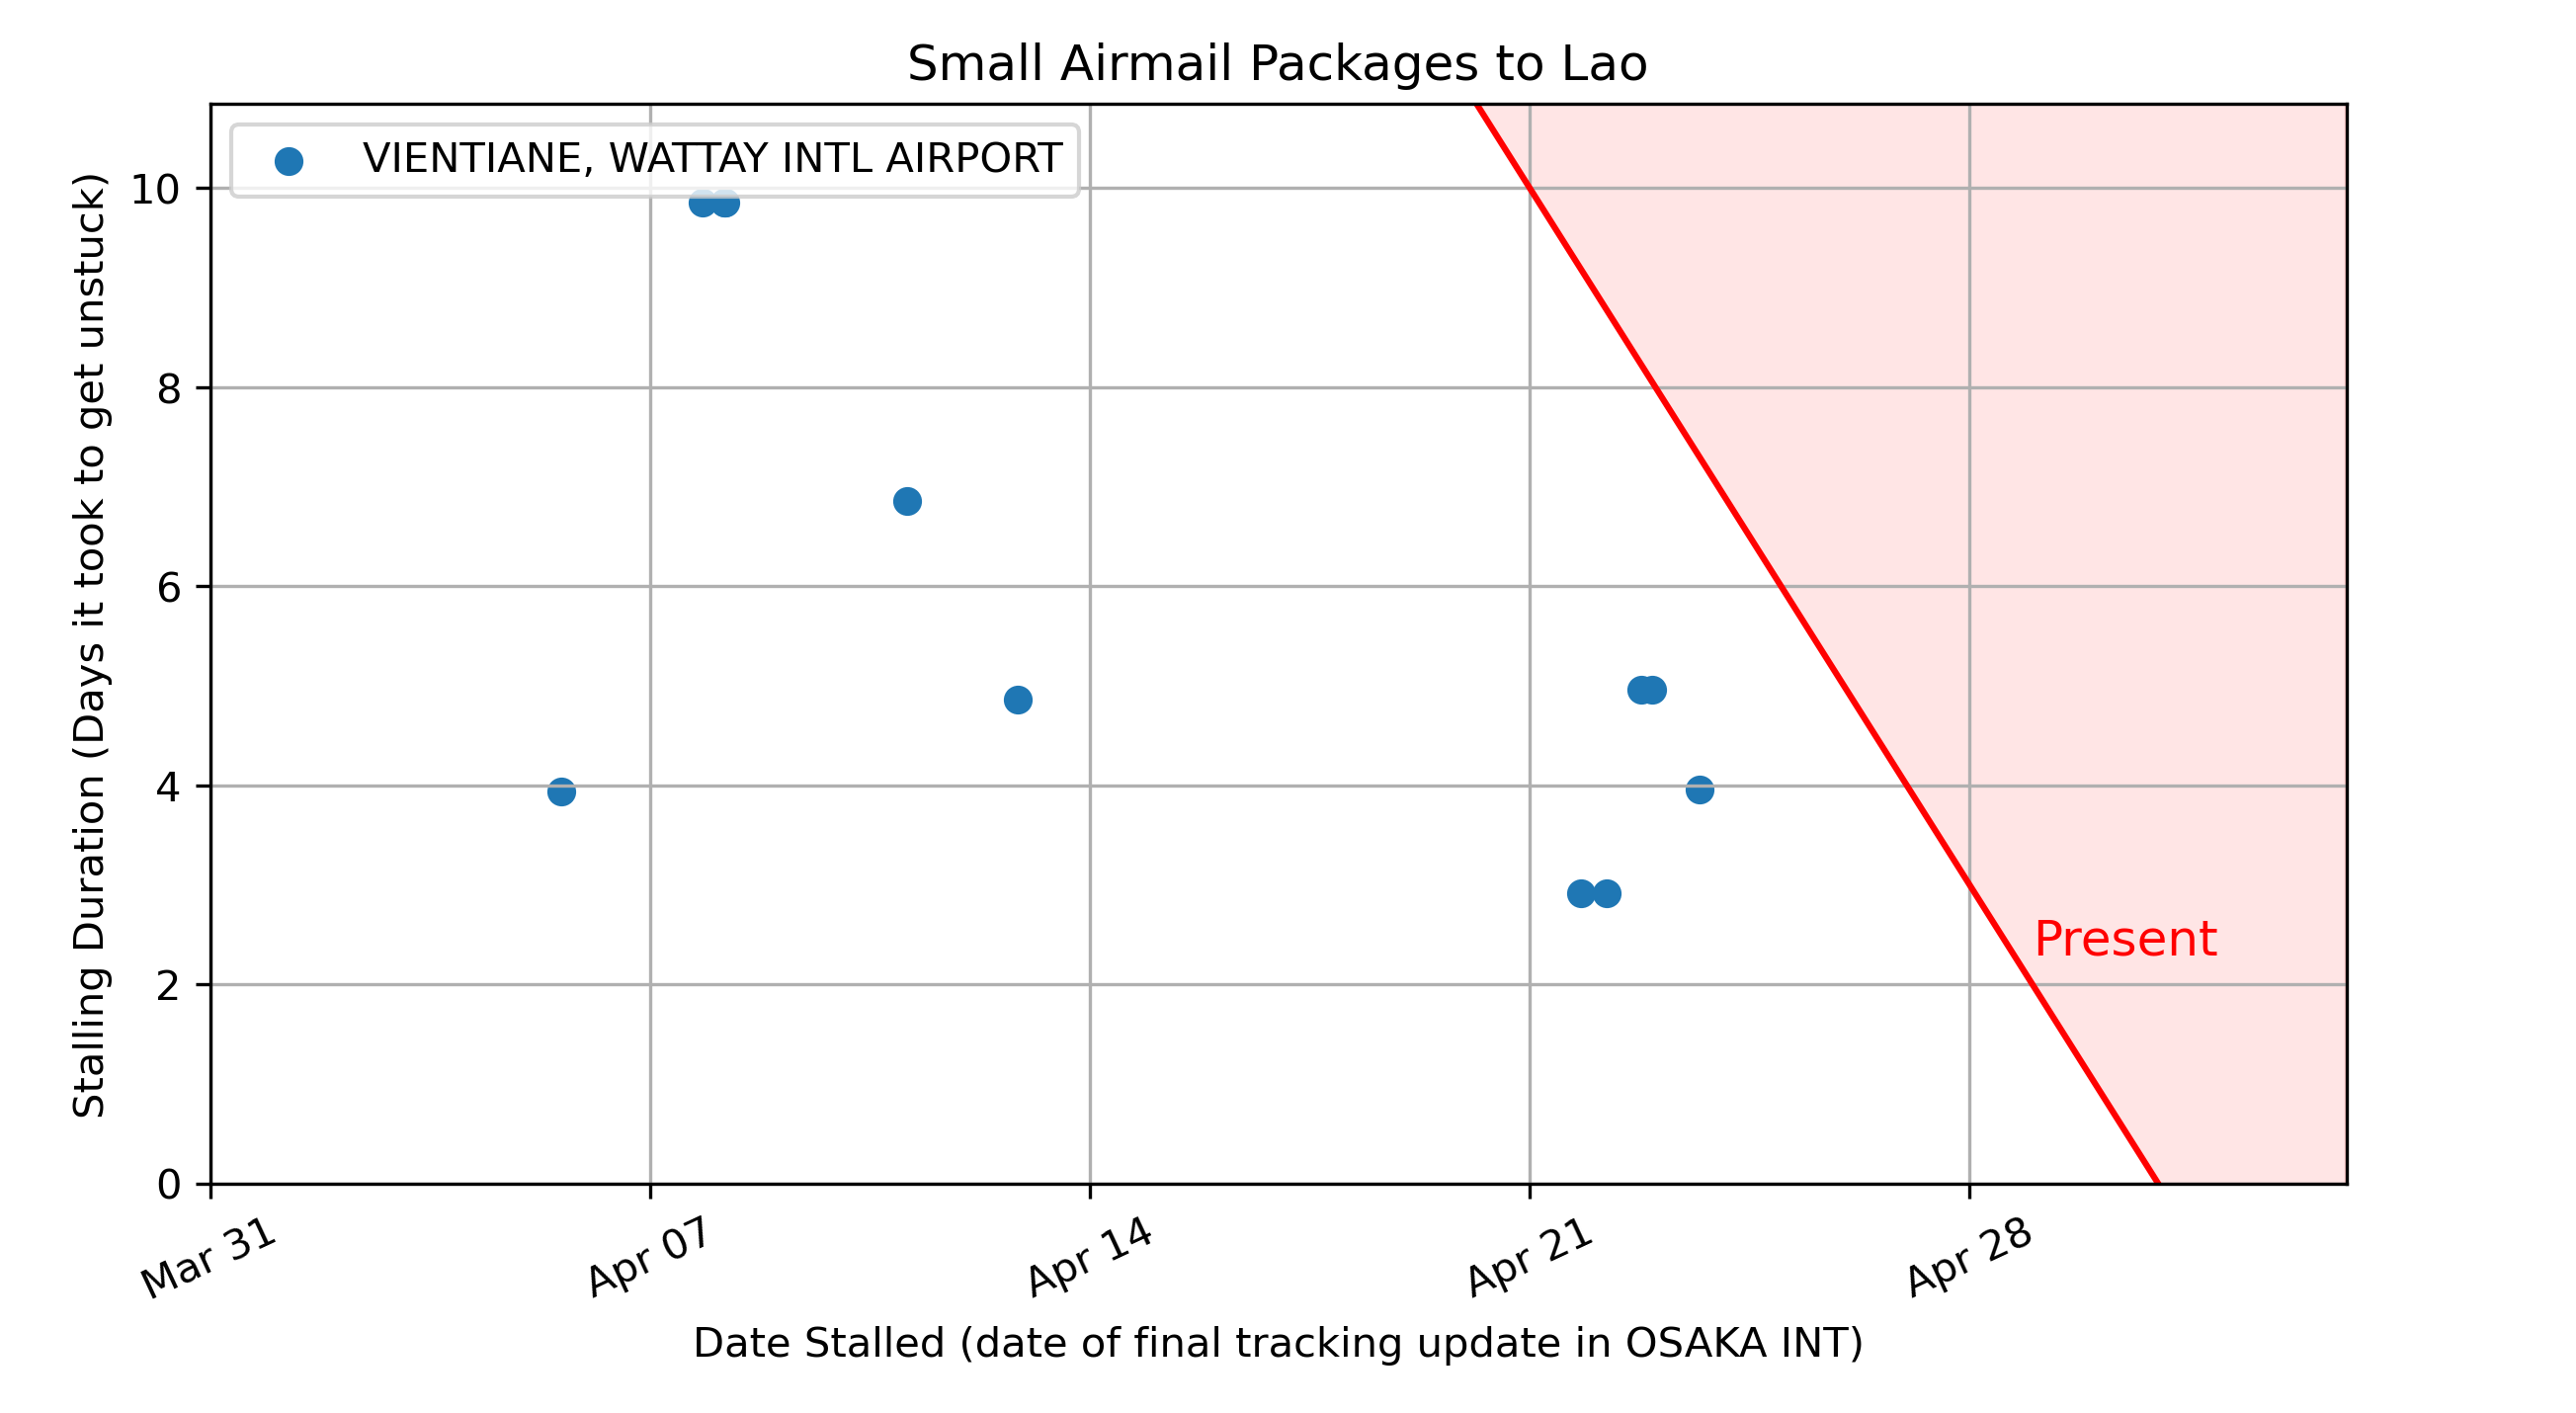 Small Airmail Packages to Lao
VIENTIANE, WATTAY INTL AIRPORT
Stalling Duration (Days it took to get unstuck)
10
8
6
4
2
0
Present
Mar 31
Apr 07
Apr 14
Apr 21
Apr 28
Date Stalled (date of final tracking update in OSAKA INT)